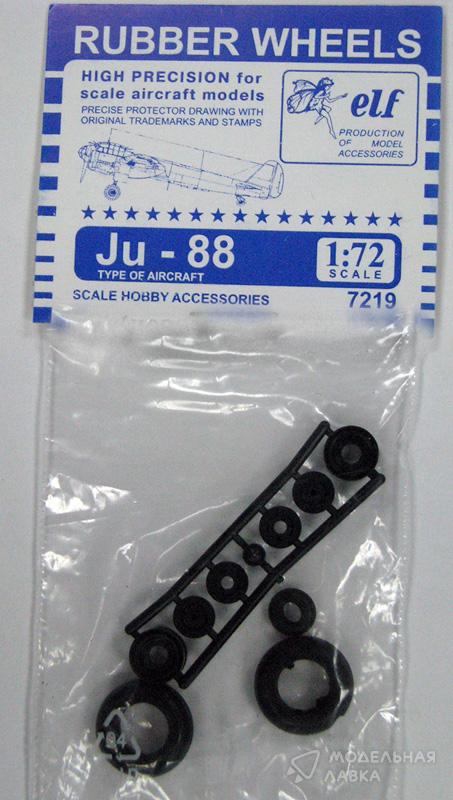 RUBBER WHEELS
HIGH PRECISION for
scale aircraft models
PRECISE PROTECTOR DRAWING WITH
ORIGINAL TRADEMARKS AND STAMPS
elf
PRODUCTION
OF MODEL
ACCESSORIES
Ju - 88
TYPE OF AIRCRAFT
1:72
SCALE
SCALE HOBBY ACCESSORIES
7219
04
МОДЕЛЬНАЯ
ЛАВКА